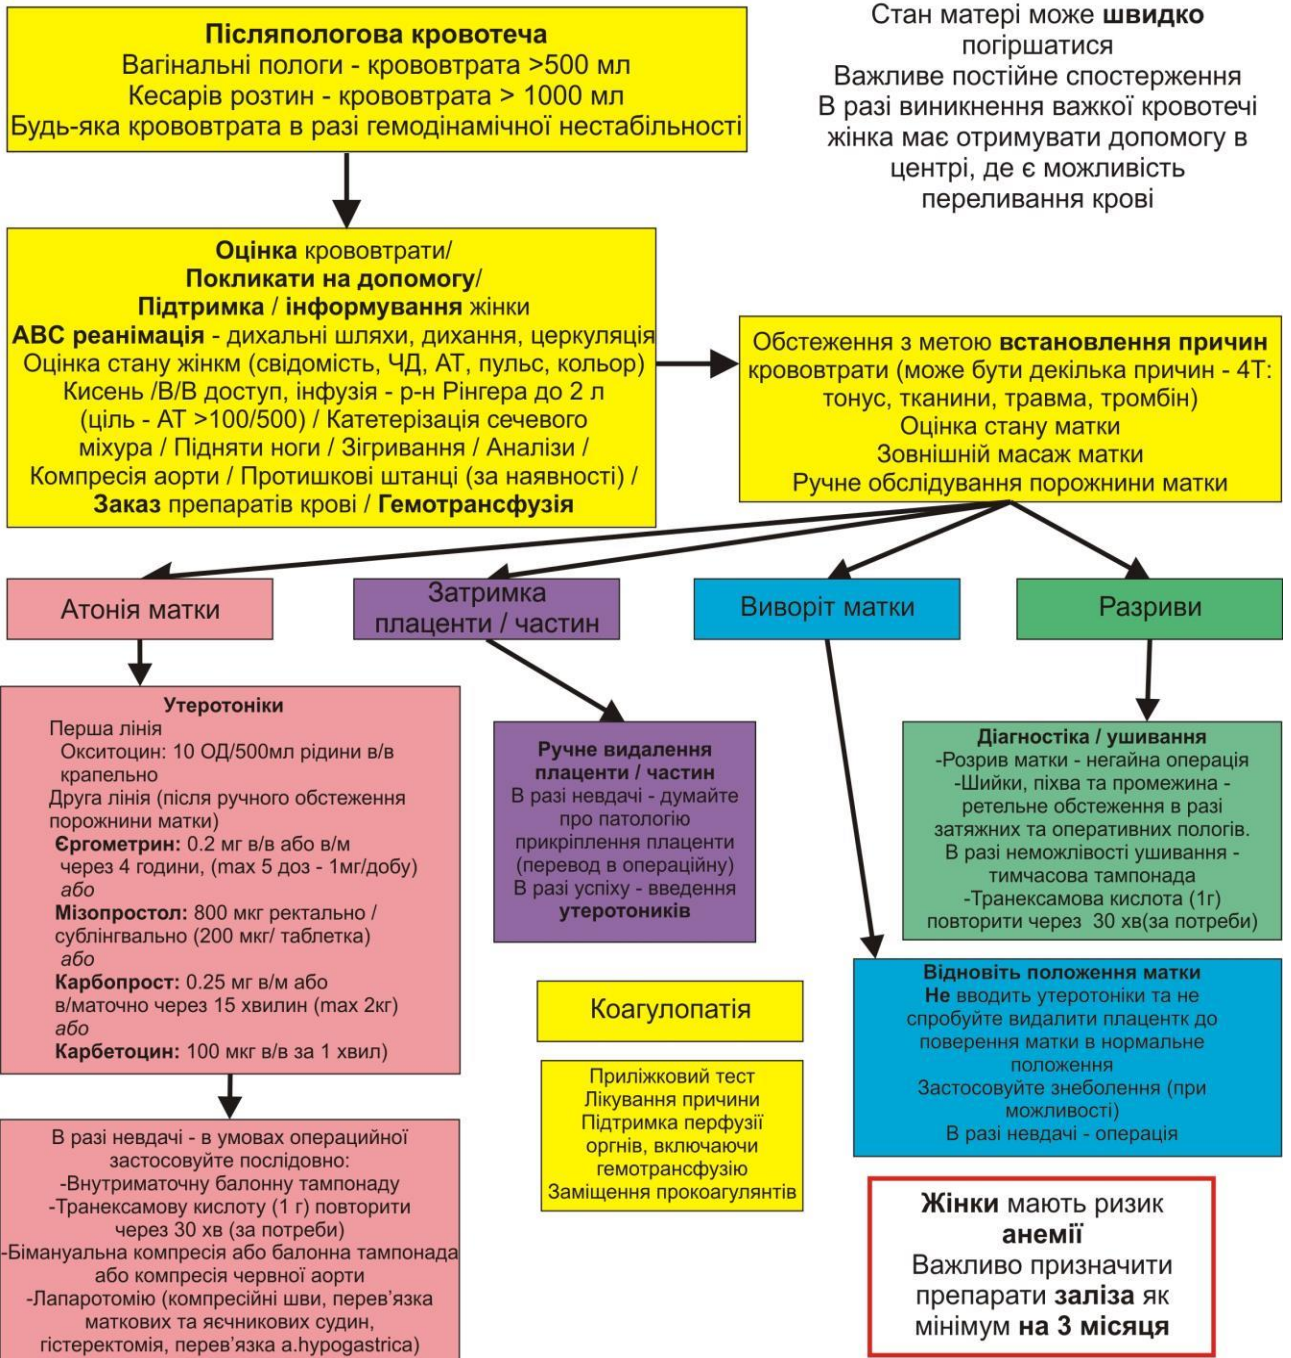 Післяпологова кровотеча
Вагінальні пологи - крововтрата >500 мл
Кесарів розтин - крововтрата > 1000 мл
Будь-яка крововтрата в разі гемодінамічної нестабільності
Стан матері може швидко
погіршатися
Важливе постійне спостерження
В разі виникнення важкої кровотечі
жінка має отримувати допомогу в
центрі, де є можливість
переливання крові
Оцінка крововтрати/
Покликати на допомогу/
Підтримка / інформування жінки
АВС реанімація - дихальні шляхи, дихання, церкуляція
Оцінка стану жінкм (свідомість, ЧД, АТ, пульс, кольор)
Кисень /В/В доступ, інфузія - р-н Рінгера до 2 л
(ціль - АТ >100/500) / Катетерізація сечевого
міхура / Підняти ноги / Зігривання / Аналізи /
Компресія аорти / Протишкові штанці (за наявності) /
Заказ препаратів крові / Гемотрансфузія
Обстеження з метою встановлення причин
крововтрати (може бути декілька причин - 4Т:
тонус, тканини, травма, тромбін)
Оцінка стану матки
Зовнішній масаж матки
Ручне обслідування порожнини матки
Атонія матки
Затримка
плаценти / частин
Виворіт матки
Разриви
Утеротоніки
Перша лінія
Окситоцин: 10 ОД/500мл рідини в/в
крапельно
Друга лінія (після ручного обстеження
порожнини матки)
Єргометрин: 0.2 мг в/в або в/м
через 4 години, (max 5 доз - 1мг/добу)
або
Мізопростол: 800 мкг ректально /
сублінгвально (200 мкг/ таблетка)
або
Карбопрост: 0.25 мг в/м або
в/маточно через 15 хвилин (max 2кг)
або
Карбетоцин: 100 мкг в/в за 1 хвил)
В разі невдачі - в умовах операційної
застосовуйте послідовно:
-Внутриматочну балонну тампонаду
-Транексамову кислоту (1 г) повторити
через 30 хв (за потреби)
-Бімануальна компресія або балонна тампонада
або компресія червної аорти
-Лапаротомію (компресійні шви, перев’язка
маткових та яєчникових судин,
гістеректомія, перев’язка a.hypogastrica)
Ручне видалення
плаценти / частин
В разі невдачі - думайте
про патологію
прикріплення плаценти
(перевод в операційну)
В разі успіху - введення
утеротоников
Коагулопатія
Приліжковий тест
Лікування причини
Підтримка перфузії
оргнів, включаючи
гемотрансфузію
Заміщення прокоагулянтів
Діагностіка / ушивання
-Розрив матки - негайна операція
-Шийки, піхва та промежина -
ретельне обстеження в разі
затяжних та оперативних пологів.
В разі неможлівості ушивання -
тимчасова тампонада
-Транексамова кислота (1г)
повторити через 30 хв(за потреби)
Відновіть положення матки
Не вводить утеротоніки та не
спробуйте видалити плацентк до
поверення матки в нормальне
положення
Застосовуйте знеболення (при
можливості)
В разі невдачі - операція
Жінки мають ризик
анемії
Важливо призначити
препарати заліза як
мінімум на 3 місяця